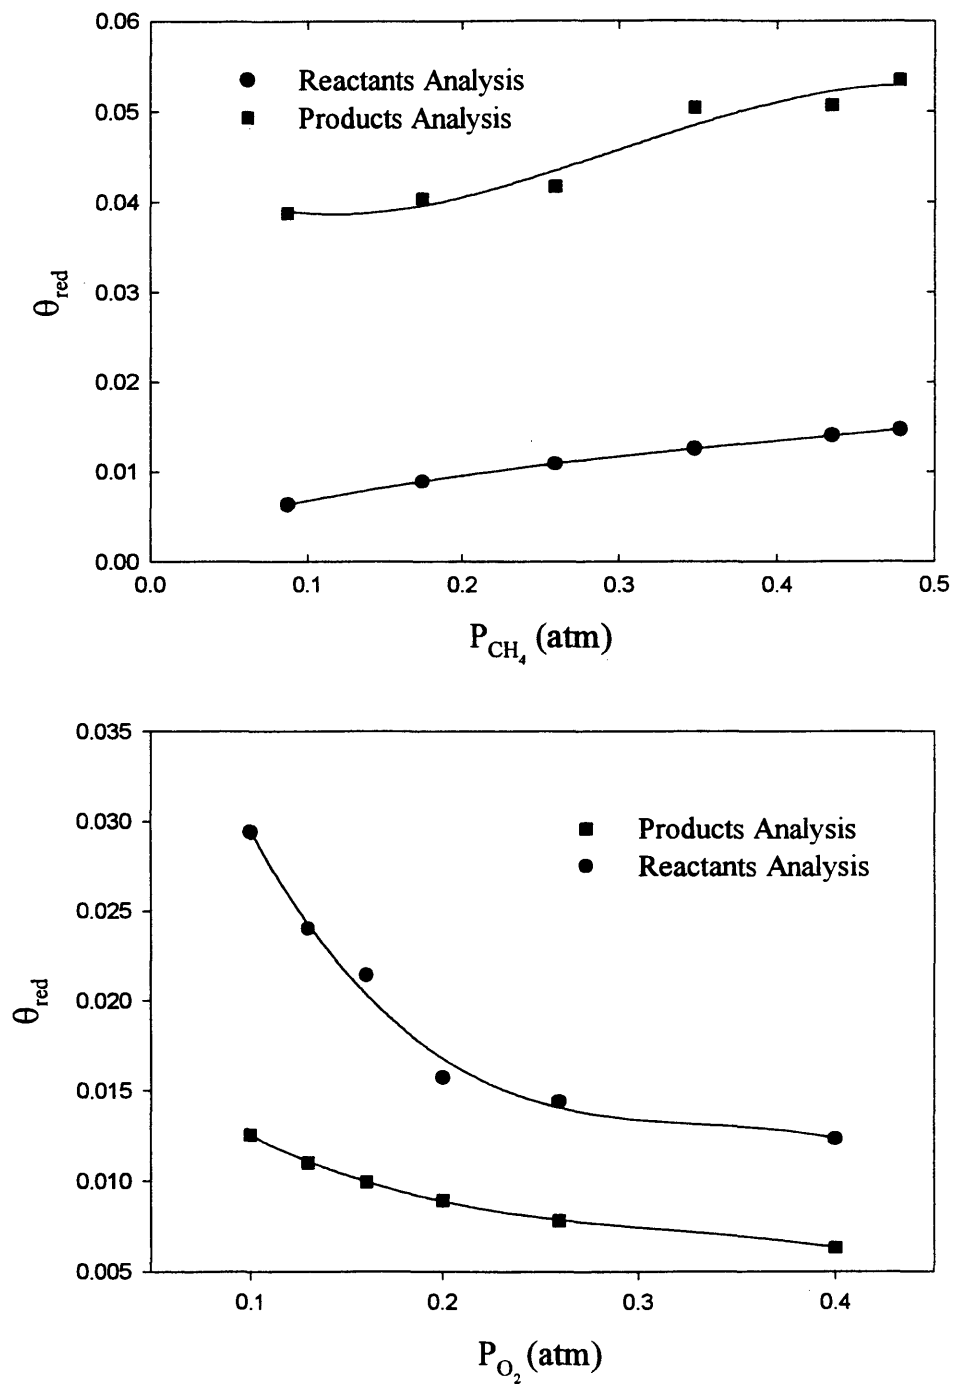 0.06
Reactants Analysis
Products Analysis
0.05
0.04
0.03
0.02
0.01
0.00
θred
0.0 0.1 0.2 0.3 0.4 0.5
PCH4 (atm)
0.035
0.030
Products Analysis
Reactants Analysis
0.025
0.020
0.015
0.010
0.005
θred
0.1 0.2 0.3 0.4
PO2 (atm)